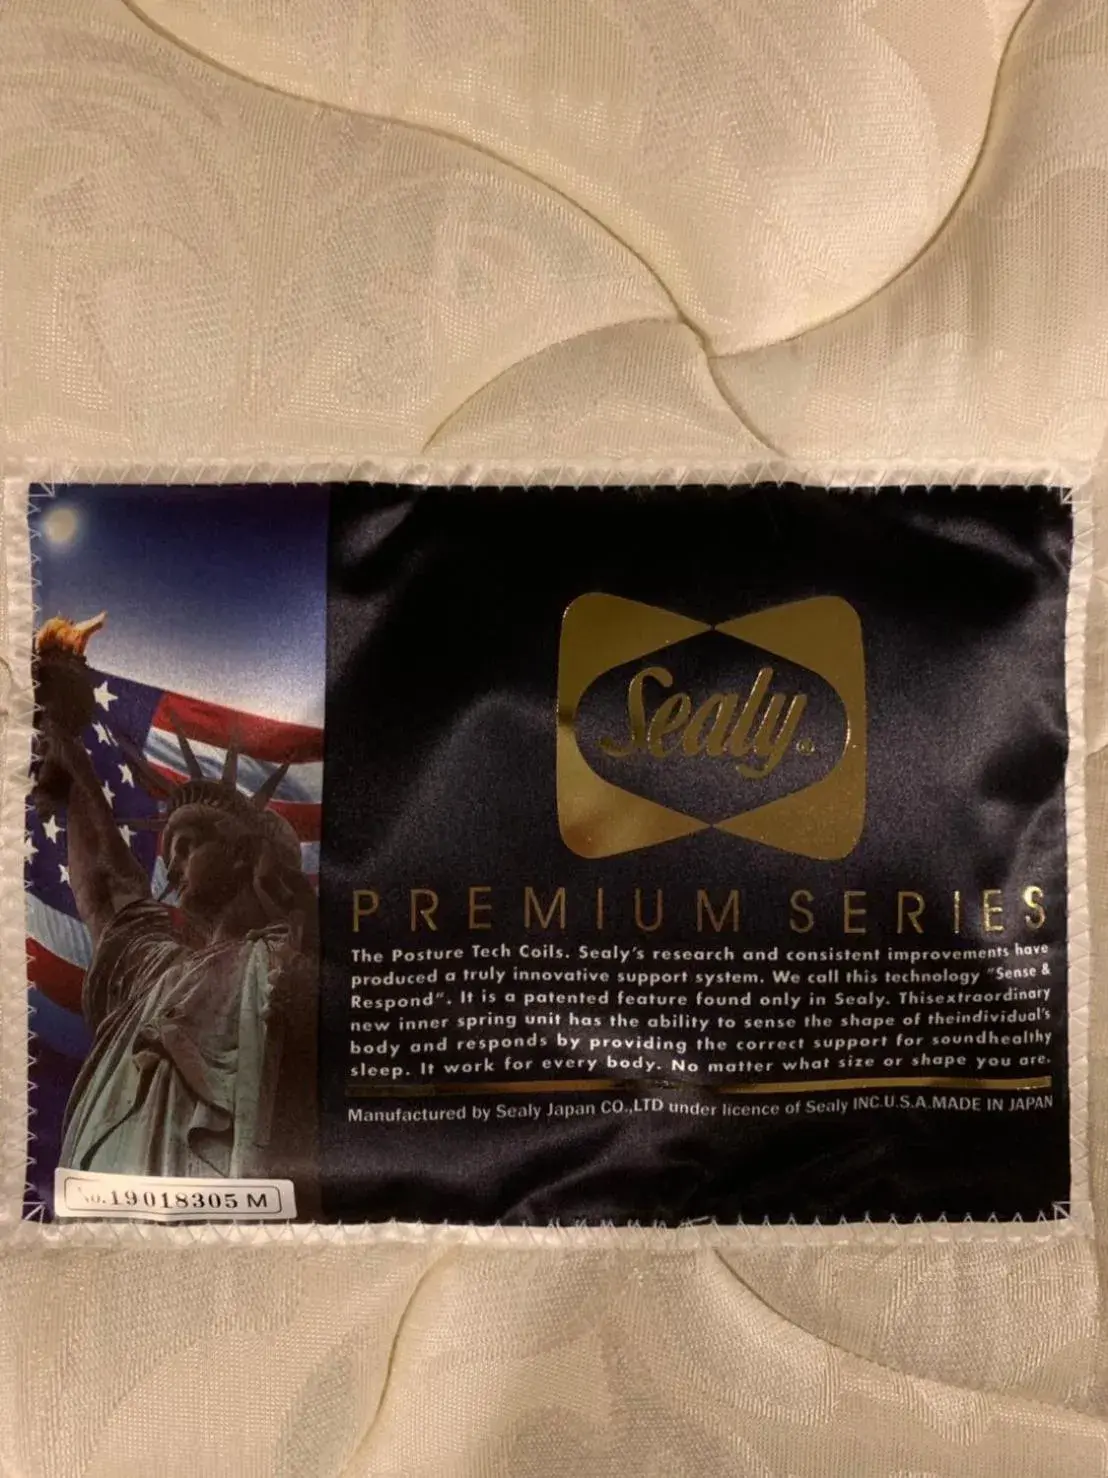 Sealy®
PREMIUM SERIES
The Posture Tech Coils. Sealy's research and consistent improvements have
produced a truly innovative support system. We call this technology "Sense &
Respond". It is a patented feature found only in Sealy. Thisextraordinary
new inner spring unit has the ability to sense the shape of theindividual's
body and responds by providing the correct support for soundhealthy
sleep. It work for every body. No matter what size or shape you are.
Manufactured by Sealy Japan CO.,LTD under licence of Sealy INC.U.S.A.MADE IN JAPAN
No.19018305 M